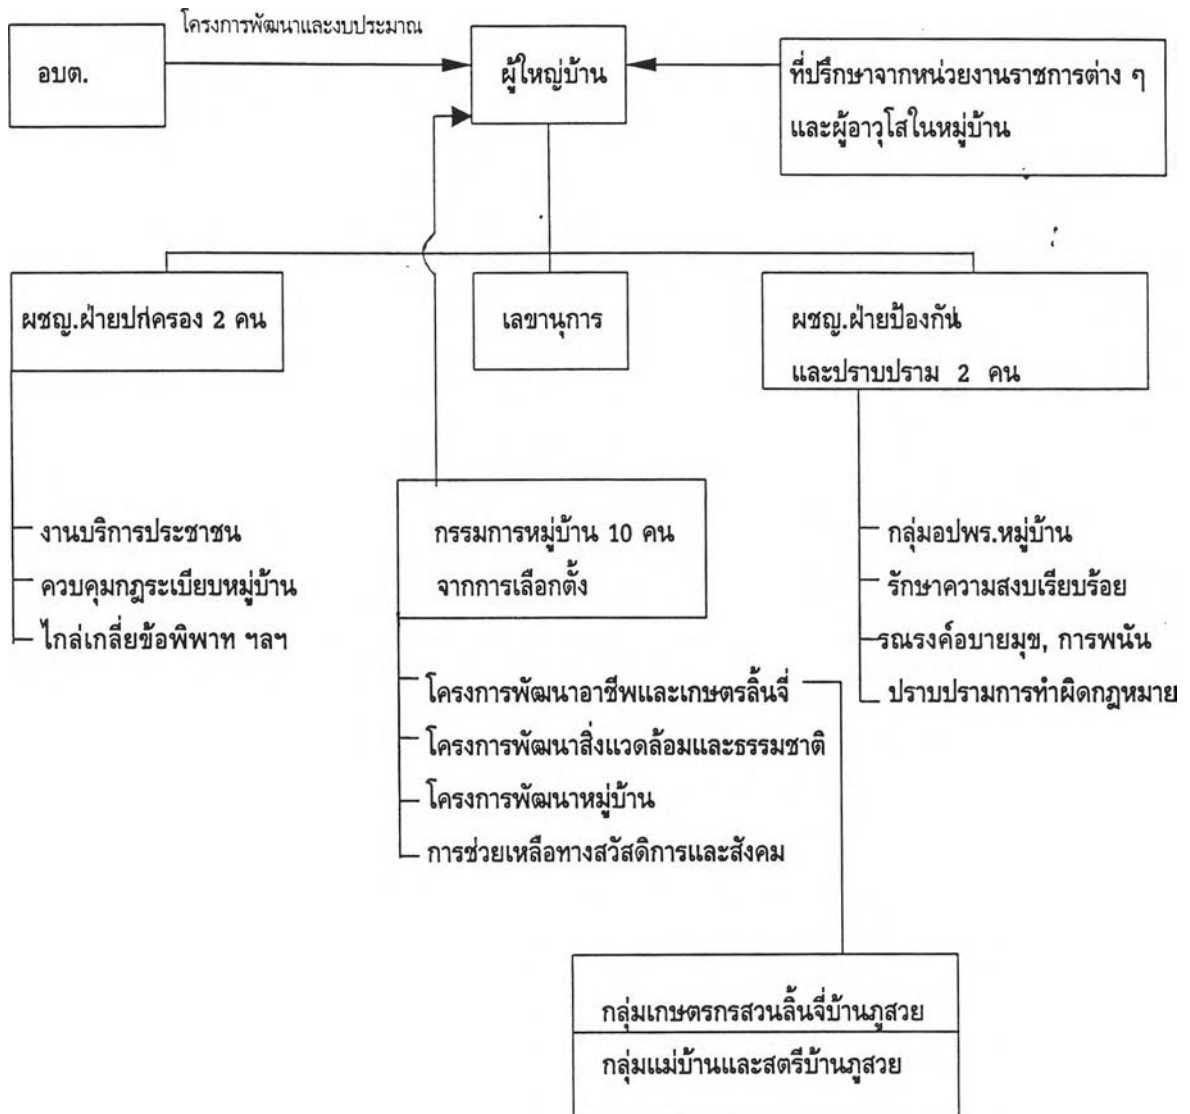 โครงการพัฒนาและงบประมาณ
อบต.
ผู้ใหญ่บ้าน
ที่ปรึกษาจากหน่วยงานราชการต่าง ๆ
และผู้อาวุโสในหมู่บ้าน
ผชญ.ฝ่ายปกครอง 2 คน
เลขานุการ
ผชญ.ฝ่ายป้องกัน
และปราบปราม 2 คน
งานบริการประชาชน
ควบคุมกฎระเบียบหมู่บ้าน
ไกล่เกลี่ยข้อพิพาท ฯลฯ
กรรมการหมู่บ้าน 10 คน
จากการเลือกตั้ง
กลุ่มอปพร.หมู่บ้าน
รักษาความสงบเรียบร้อย
รณรงค์อบายมุข, การพนัน
ปราบปรามการทำผิดกฎหมาย
โครงการพัฒนาอาชีพและเกษตรลิ้นจี่
โครงการพัฒนาสิ่งแวดล้อมและธรรมชาติ
โครงการพัฒนาหมู่บ้าน
การช่วยเหลือทางสวัสดิการและสังคม
กลุ่มเกษตรกรสวนลิ้นจี่บ้านภูสวย
กลุ่มแม่บ้านและสตรีบ้านภูสวย